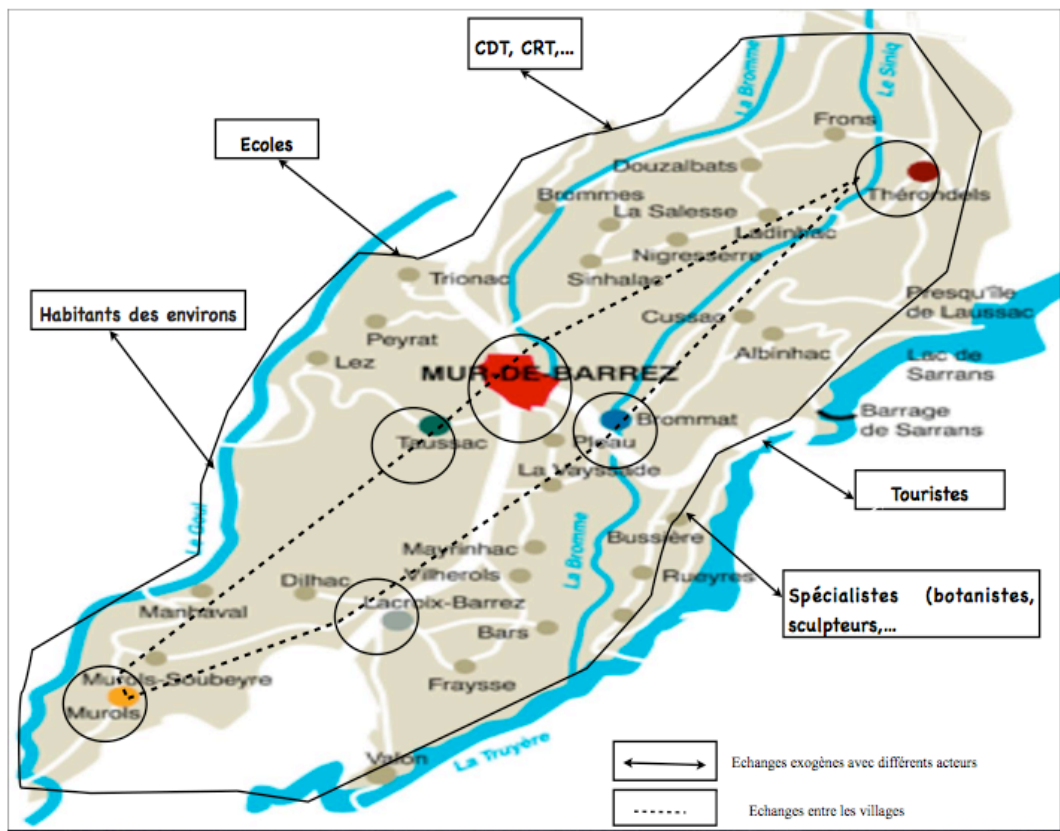 CDT, CRT,...
La Bromme
Le Siniq
Frons
Ecoles
Douzalbats
Thérondels
Brommes
La Salesse
Ladinhac
Nigresserre
Sinhalac
Trionac
Presqu'île
de Laussac
Habitants des environs
Cussac
Peyrat
Albinhac
Lac de
Sarrans
Lez
MUR-DE-BARREZ
Barrage
de Sarrans
Brommat
Taussac
Pleau
La Vayssade
Touristes
La Goul
Bussière
Mayrinhac
La Bromme
Vilherols
Rueyres
Dilhac
Manhaval
Lacroix-Barrez
Spécialistes (botanistes,
sculpteurs,...
Bars
Murols-Soubeyre
Fraysse
Murols
Valon
La Truyère
Echanges exogènes avec différents acteurs
Echanges entre les villages